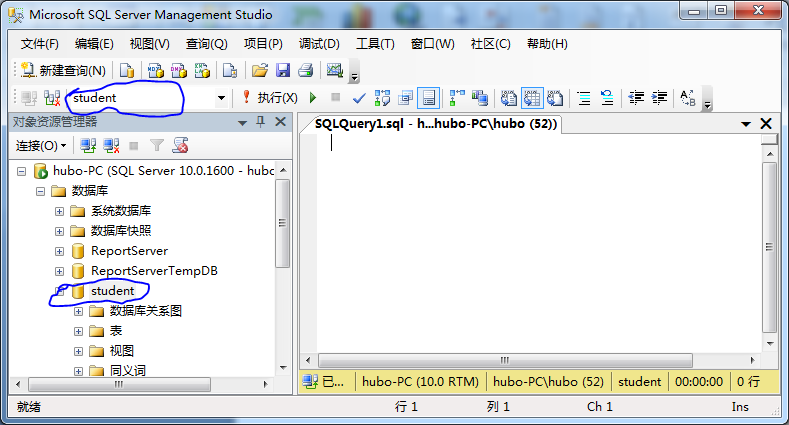 Microsoft SQL Server Management Studio
文件(F) 编辑(E) 视图(V) 查询(Q) 项目(P) 调试(D) 工具(T) 窗口(W) 社区(C) 帮助(H)
新建查询(N)
student 执行(X)
对象资源管理器
SQLQuery1.sql - h...hubo-PC\hubo (52))
连接(O)
hubo-PC (SQL Server 10.0.1600 - hubo
数据库
系统数据库
数据库快照
ReportServer
ReportServerTempDB
student
数据库关系图
表
视图
同义词
已... hubo-PC (10.0 RTM) hubo-PC\hubo (52) student 00:00:00 0 行
就绪 行 1 列 1 Ch 1 Ins